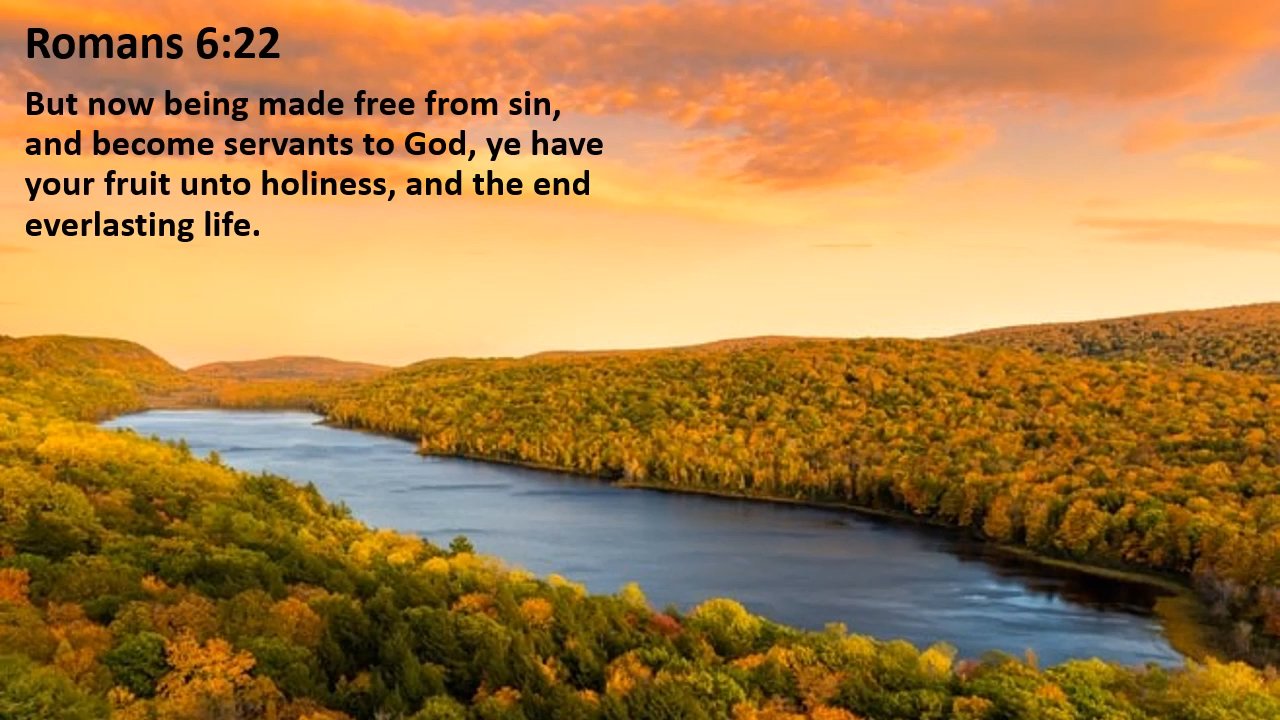 Romans 6:22
But now being made free from sin,
and become servants to God, ye have
your fruit unto holiness, and the end
everlasting life.